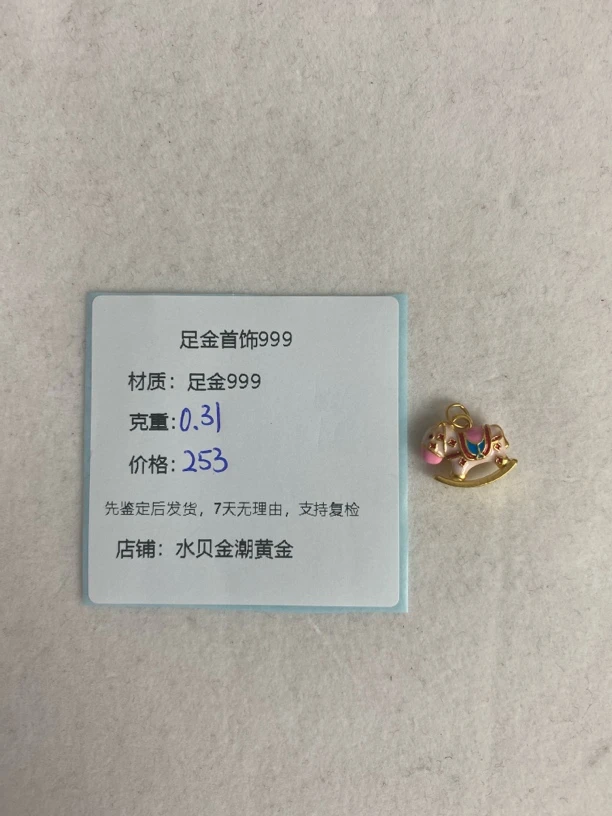 足金首饰999
材质：足金999
克重:0.31
价格:253
先鉴定后发货，7天无理由，支持复检
店铺：水贝金潮黄金